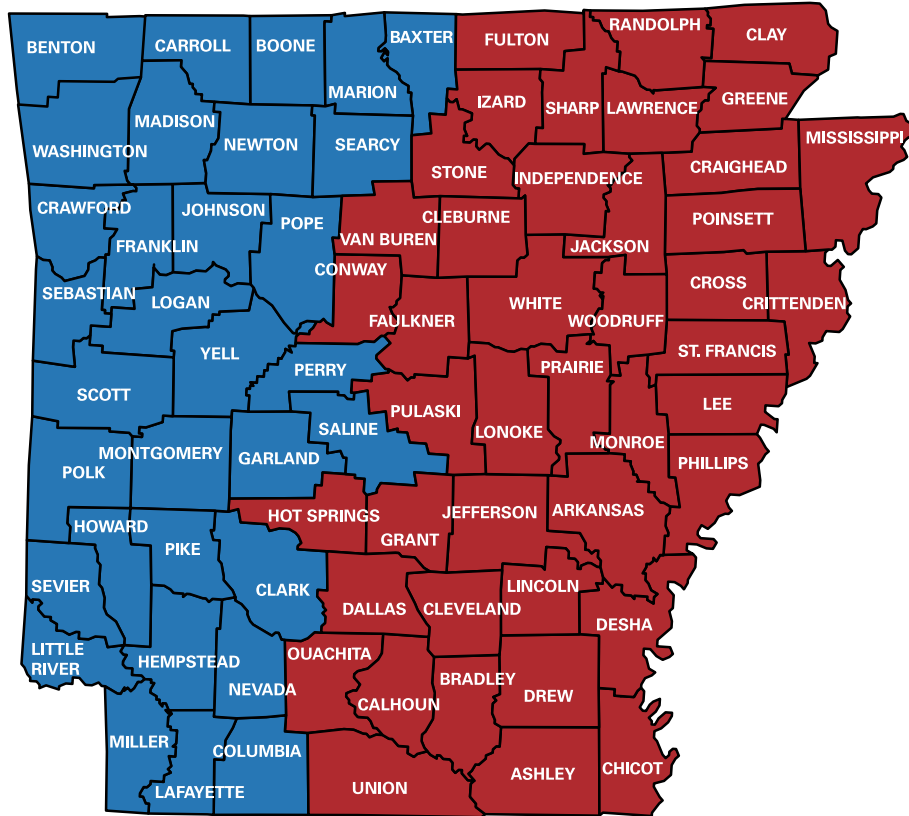 RANDOLPH
CLAY
BAXTER
FULTON
BENTON
CARROLL
BOONE
MARION
IZARD
SHARP
LAWRENCE
GREENE
MADISON
MISSISSIPPI
WASHINGTON
NEWTON
SEARCY
STONE
INDEPENDENCE
CRAIGHEAD
CRAWFORD
JOHNSON
POPE
CLEBURNE
POINSETT
FRANKLIN
VAN BUREN
JACKSON
CONWAY
CROSS
SEBASTIAN
LOGAN
WHITE
CRITTENDEN
FAULKNER
WOODRUFF
YELL
ST. FRANCIS
PERRY
PRAIRIE
SCOTT
PULASKI
LEE
SALINE
LONOKE
MONROE
MONTGOMERY
GARLAND
POLK
PHILLIPS
HOT SPRINGS
JEFFERSON
ARKANSAS
HOWARD
GRANT
PIKE
SEVIER
CLARK
LINCOLN
DALLAS
CLEVELAND
DESHA
LITTLE
RIVER
HEMPSTEAD
OUACHITA
NEVADA
CALHOUN
BRADLEY
DREW
MILLER
COLUMBIA
LAFAYETTE
UNION
ASHLEY
CHICOT